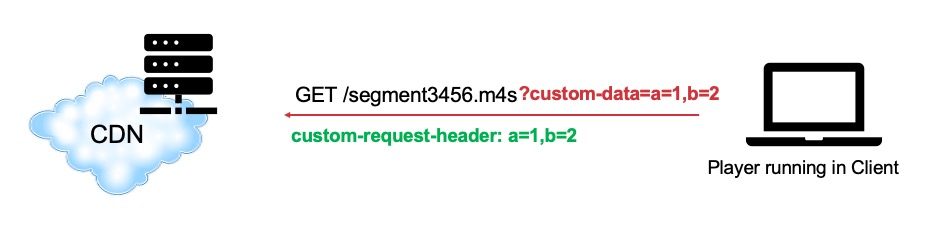 GET /segment3456.m4s?custom-data=a=1,b=2
CDN
custom-request-header: a=1,b=2
Player running in Client